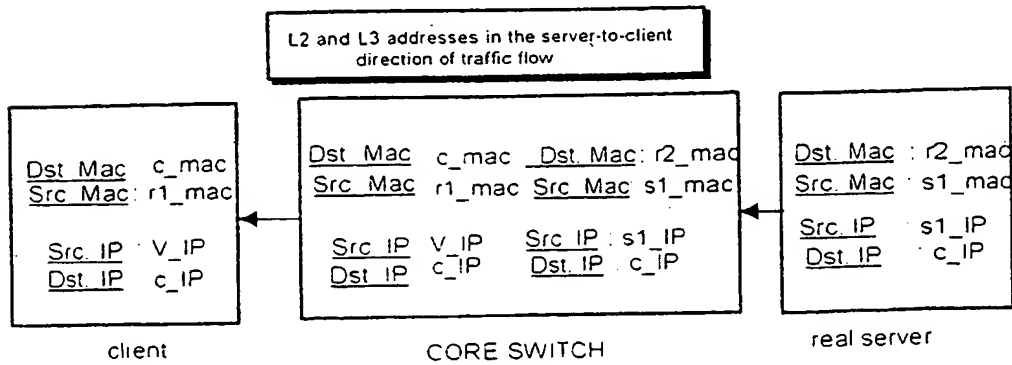 L2 and L3 addresses in the server-to-client
direction of traffic flow
Dst Mac c_mac
Src Mac: r1_mac
Src. IP V_IP
Dst. IP c_IP
client
Dst Mac c_mac Dst. Mac: r2_mac
Src Mac r1_mac Src Mac: s1_mac
Src IP V_IP Src IP: s1_IP
Dst IP c_IP Dst. IP: c_IP
CORE SWITCH
Dst. Mac : r2_mac
Src. Mac : s1_mac
Src. IP : s1_IP
Dst. IP : c_IP
real server